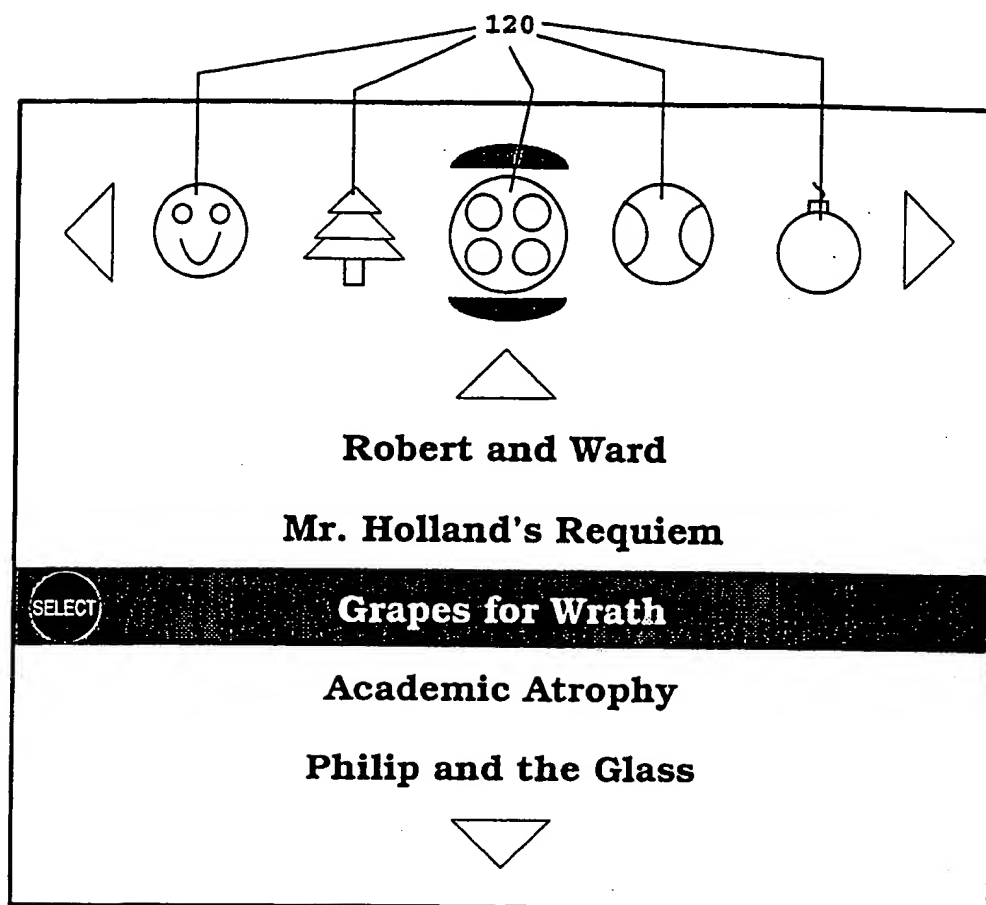 120
Robert and Ward
Mr. Holland's Requiem
SELECT Grapes for Wrath
Academic Atrophy
Philip and the Glass